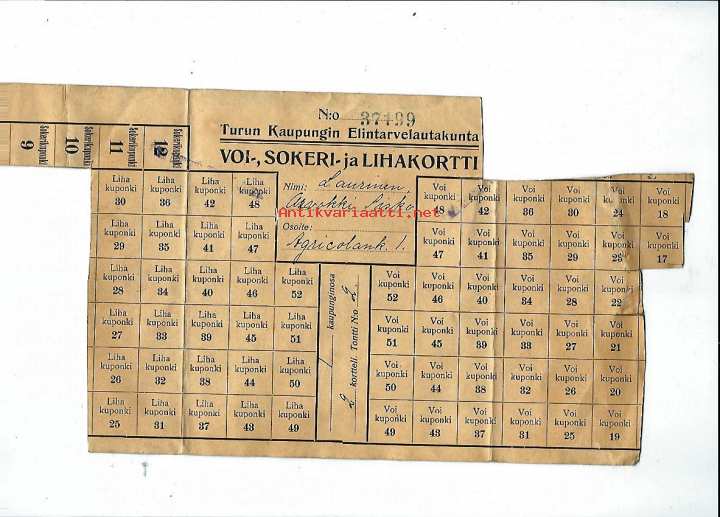 N:o 37499
Turun Kaupungin Elintarvelautakunta
VOI-, SOKERI- ja LIHAKORTTI
Sokerikuponki 9
Sokerikuponki 10
Sokerikuponki 11
Sokerikuponki 12
Nimi: Laurinen,
Osoite:
Agricolank. 1.
Antikvariaatti.net
Liha kuponki 30 Liha kuponki 36 Liha kuponki 42 Liha kuponki 48
Liha kuponki 29 Liha kuponki 35 Liha kuponki 41 Liha kuponki 47
Liha kuponki 28 Liha kuponki 34 Liha kuponki 40 Liha kuponki 46 Liha kuponki 52
Liha kuponki 27 Liha kuponki 33 Liha kuponki 39 Liha kuponki 45 Liha kuponki 51
Liha kuponki 26 Liha kuponki 32 Liha kuponki 38 Liha kuponki 44 Liha kuponki 50
Liha kuponki 25 Liha kuponki 31 Liha kuponki 37 Liha kuponki 43 Liha kuponki 49
kaupunginosa
kortteli. Tontti N:o
Voi kuponki 48 Voi kuponki 42 Voi kuponki 36 Voi kuponki 30 Voi kuponki 24 Voi kuponki 18
Voi kuponki 47 Voi kuponki 41 Voi kuponki 35 Voi kuponki 29 Voi kuponki 23 Voi kuponki 17
Voi kuponki 52 Voi kuponki 46 Voi kuponki 40 Voi kuponki 34 Voi kuponki 28 Voi kuponki 22
Voi kuponki 51 Voi kuponki 45 Voi kuponki 39 Voi kuponki 33 Voi kuponki 27 Voi kuponki 21
Voi kuponki 50 Voi kuponki 44 Voi kuponki 38 Voi kuponki 32 Voi kuponki 26 Voi kuponki 20
Voi kuponki 49 Voi kuponki 43 Voi kuponki 37 Voi kuponki 31 Voi kuponki 25 Voi kuponki 19